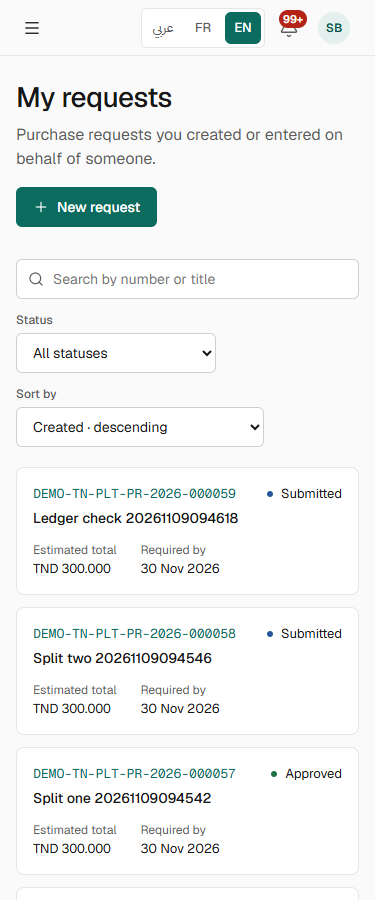 عربي FR EN 99+ SB
My requests
Purchase requests you created or entered on
behalf of someone.
+ New request
Search by number or title
Status
All statuses
Sort by
Created · descending
DEMO-TN-PLT-PR-2026-000059 Submitted
Ledger check 20261109094618
Estimated total Required by
TND 300.000 30 Nov 2026
DEMO-TN-PLT-PR-2026-000058 Submitted
Split two 20261109094546
Estimated total Required by
TND 300.000 30 Nov 2026
DEMO-TN-PLT-PR-2026-000057 Approved
Split one 20261109094542
Estimated total Required by
TND 300.000 30 Nov 2026